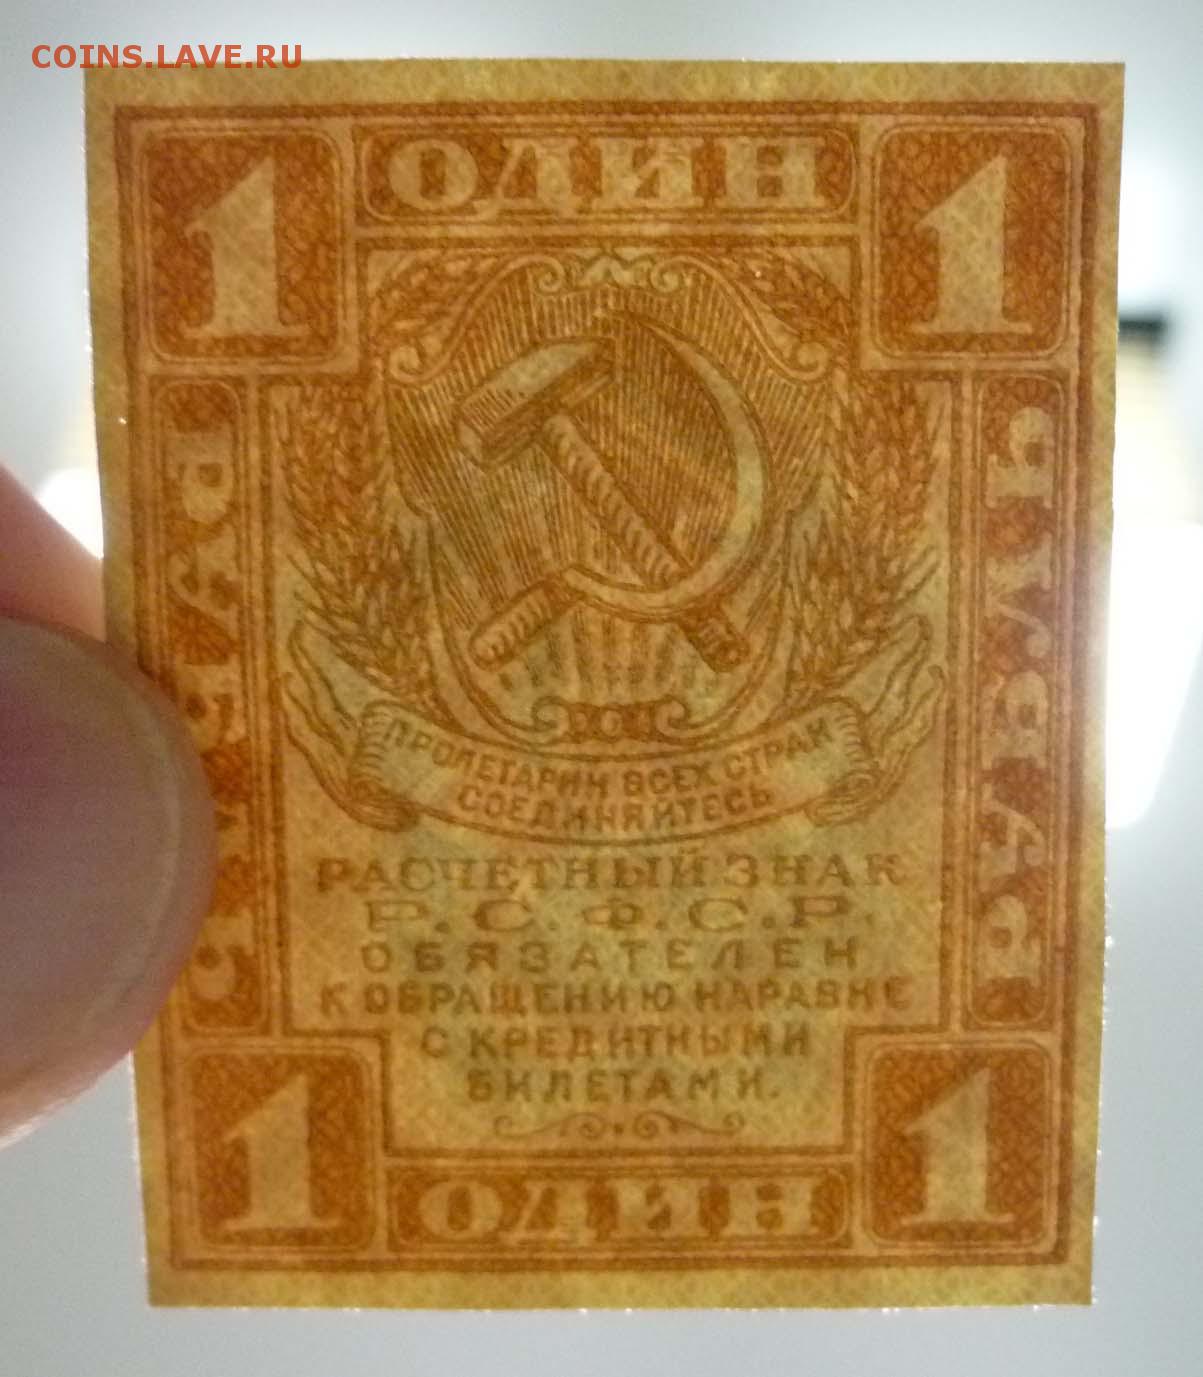 COINS.LAVE.RU
1 ОДИН 1
РУБЛЬ
ПРОЛЕТАРИИ ВСЕХ СТРАН
СОЕДИНЯЙТЕСЬ
РАСЧЕТНЫЙ ЗНАК
Р.С.Ф.С.Р.
ОБЯЗАТЕЛЕН
К ОБРАЩЕНИЮ НАРАВНЕ
С КРЕДИТНЫМИ
БИЛЕТАМИ.
1 ОДИН 1